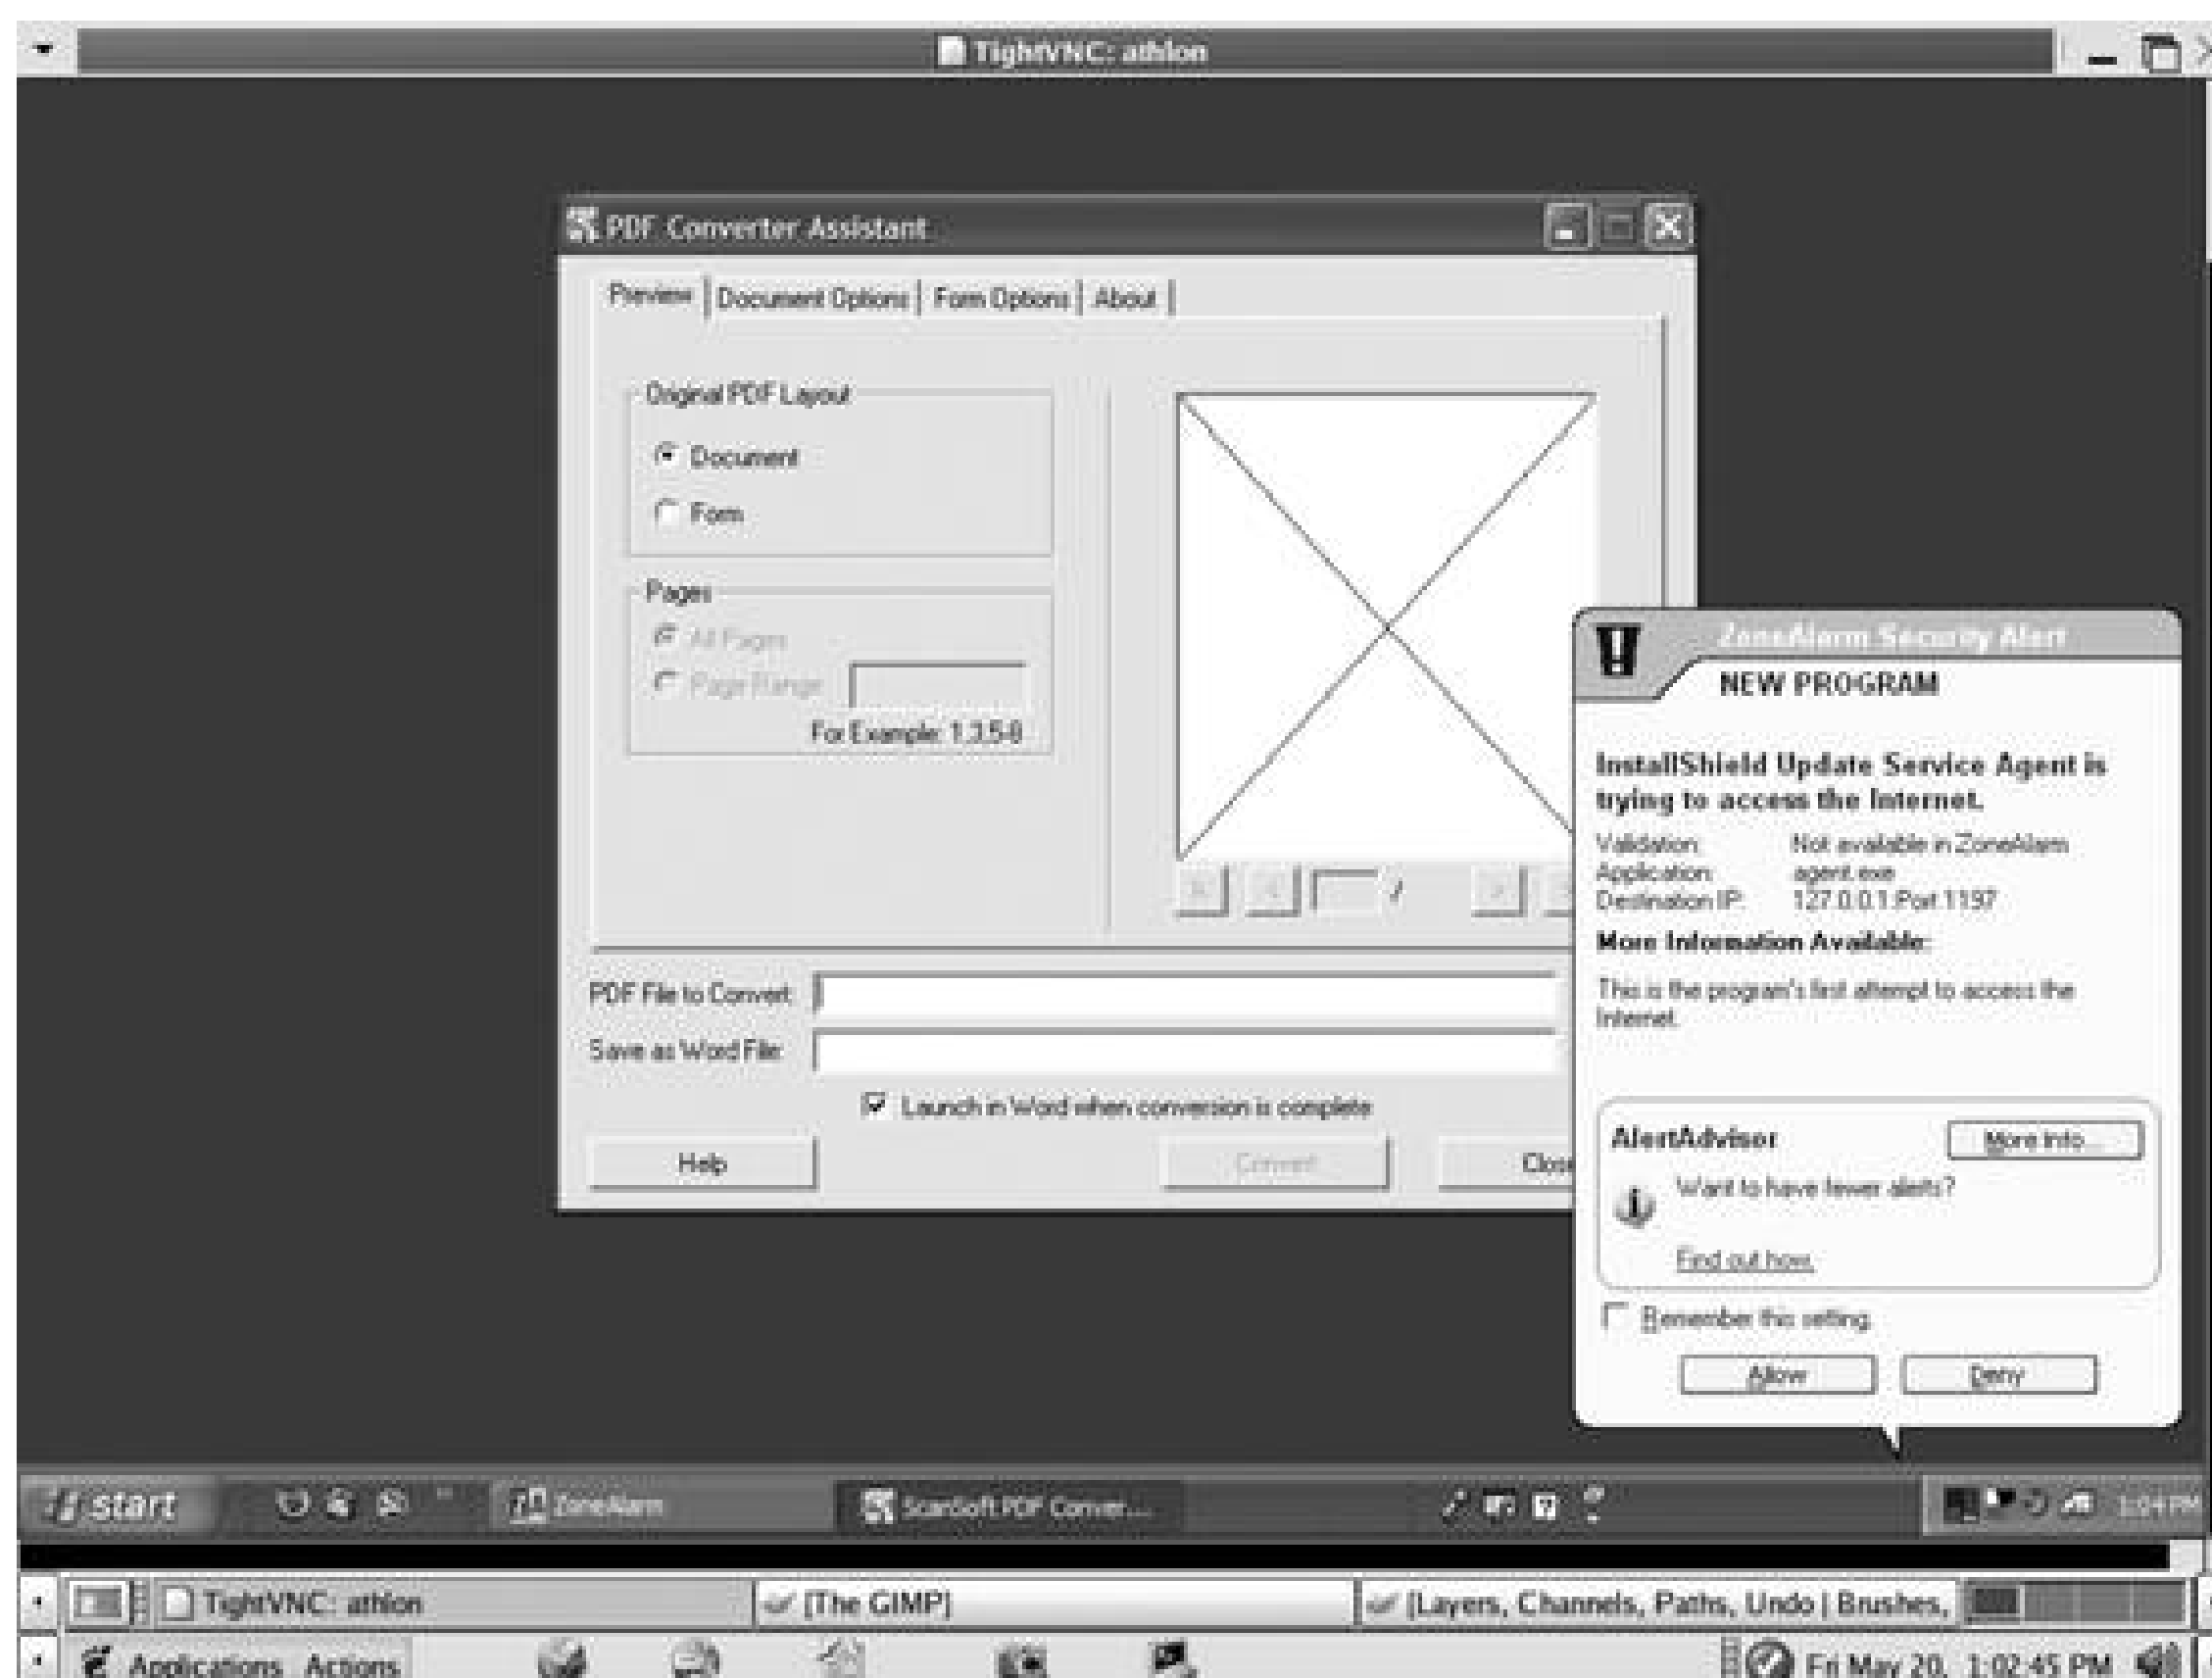 TightVNC: athlon
PDF Converter Assistant
Preview Document Options Form Options About
Original PDF Layout
Document
Form
Pages
All Pages
Page Range
For Example: 1,3,5-8
PDF File to Convert:
Save as Word File:
Launch in Word when conversion is complete
Help Convert Close
ZoneAlarm Security Alert
NEW PROGRAM
InstallShield Update Service Agent is
trying to access the Internet.
Validation: Not available in ZoneAlarm
Application: agent.exe
Destination IP: 127.0.0.1:Port 1197
More Information Available:
This is the program's first attempt to access the
Internet.
AlertAdvisor More Info...
Want to have fewer alerts?
Find out how.
Remember this setting.
Allow Deny
start ZoneAlarm ScanSoft PDF Conver... 1:04 PM
TightVNC: athlon [The GIMP] [Layers, Channels, Paths, Undo | Brushes,
Applications Actions Fri May 20, 1:02:45 PM